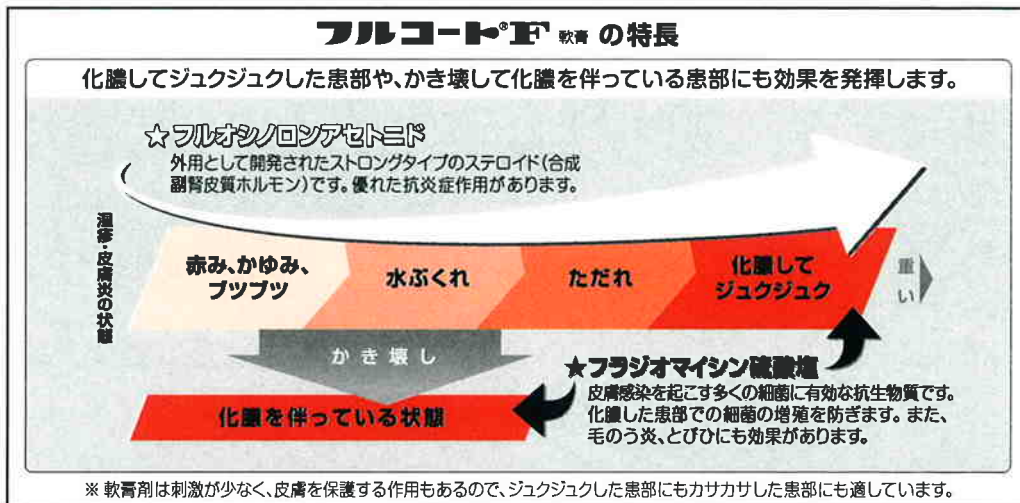 フルコート®F 軟膏 の特長
化膿してジュクジュクした患部や、かき壊して化膿を伴っている患部にも効果を発揮します。
★フルオシノロンアセトニド
外用として開発されたストロングタイプのステロイド(合成
副腎皮質ホルモン)です。優れた抗炎症作用があります。
湿疹・皮膚炎の状態
赤み、かゆみ、
ブツブツ
水ぶくれ
ただれ
化膿して
ジュクジュク
重い
かき壊し
化膿を伴っている状態
★フラジオマイシン硫酸塩
皮膚感染を起こす多くの細菌に有効な抗生物質です。
化膿した患部での細菌の増殖を防ぎます。また、
毛のう炎、とびひにも効果があります。
※ 軟膏剤は刺激が少なく、皮膚を保護する作用もあるので、ジュクジュクした患部にもカサカサした患部にも適しています。